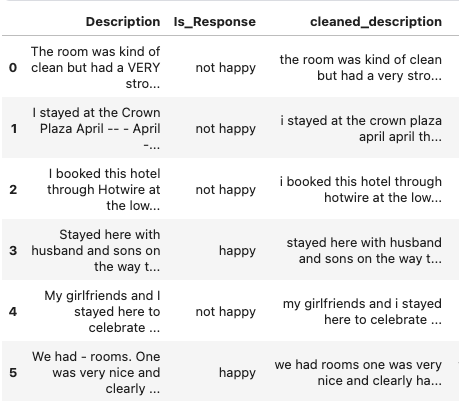 Description Is_Response cleaned_description
0 The room was kind of clean but had a VERY stro... not happy the room was kind of clean but had a very stro...
1 I stayed at the Crown Plaza April -- - April -... not happy i stayed at the crown plaza april april th...
2 I booked this hotel through Hotwire at the low... not happy i booked this hotel through hotwire at the low...
3 Stayed here with husband and sons on the way t... happy stayed here with husband and sons on the way t...
4 My girlfriends and I stayed here to celebrate ... not happy my girlfriends and i stayed here to celebrate ...
5 We had - rooms. One was very nice and clearly ... happy we had rooms one was very nice and clearly ha...